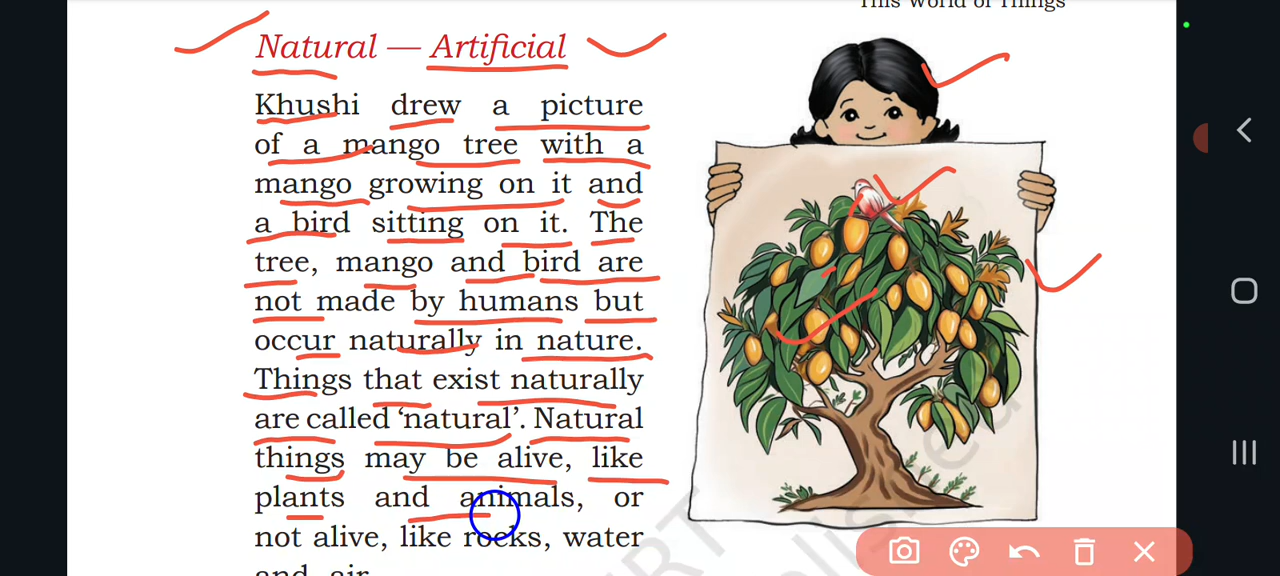 This World of Things
Natural — Artificial
Khushi drew a picture
of a mango tree with a
mango growing on it and
a bird sitting on it. The
tree, mango and bird are
not made by humans but
occur naturally in nature.
Things that exist naturally
are called ‘natural’. Natural
things may be alive, like
plants and animals, or
not alive, like rocks, water
and air.